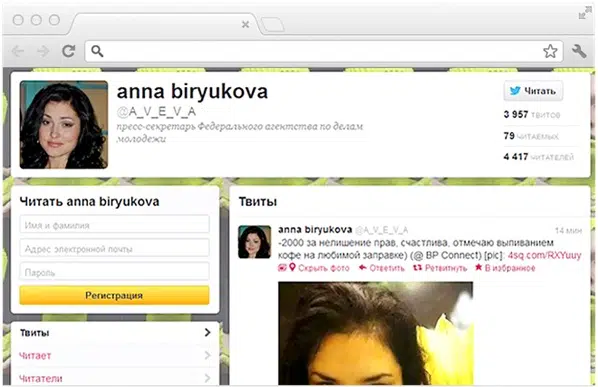 anna biryukova
@A_V_E_V_A
пресс-секретарь Федерального агентства по делам
молодежи
Читать
3 957 ТВИТОВ
79 ЧИТАЕМЫХ
4 417 ЧИТАТЕЛЕЙ
Читать anna biryukova
Имя и фамилия
Адрес электронной почты
Пароль
Регистрация
Твиты
Читает
Читатели
Твиты
anna biryukova @A_V_E_V_A 14 мин
-2000 за нелишение прав, счастлива, отмечаю выпиванием
кофе на любимой заправке) (@ BP Connect) [pic]: 4sq.com/RXYuuy
Скрыть фото Ответить Ретвитнуть В избранное